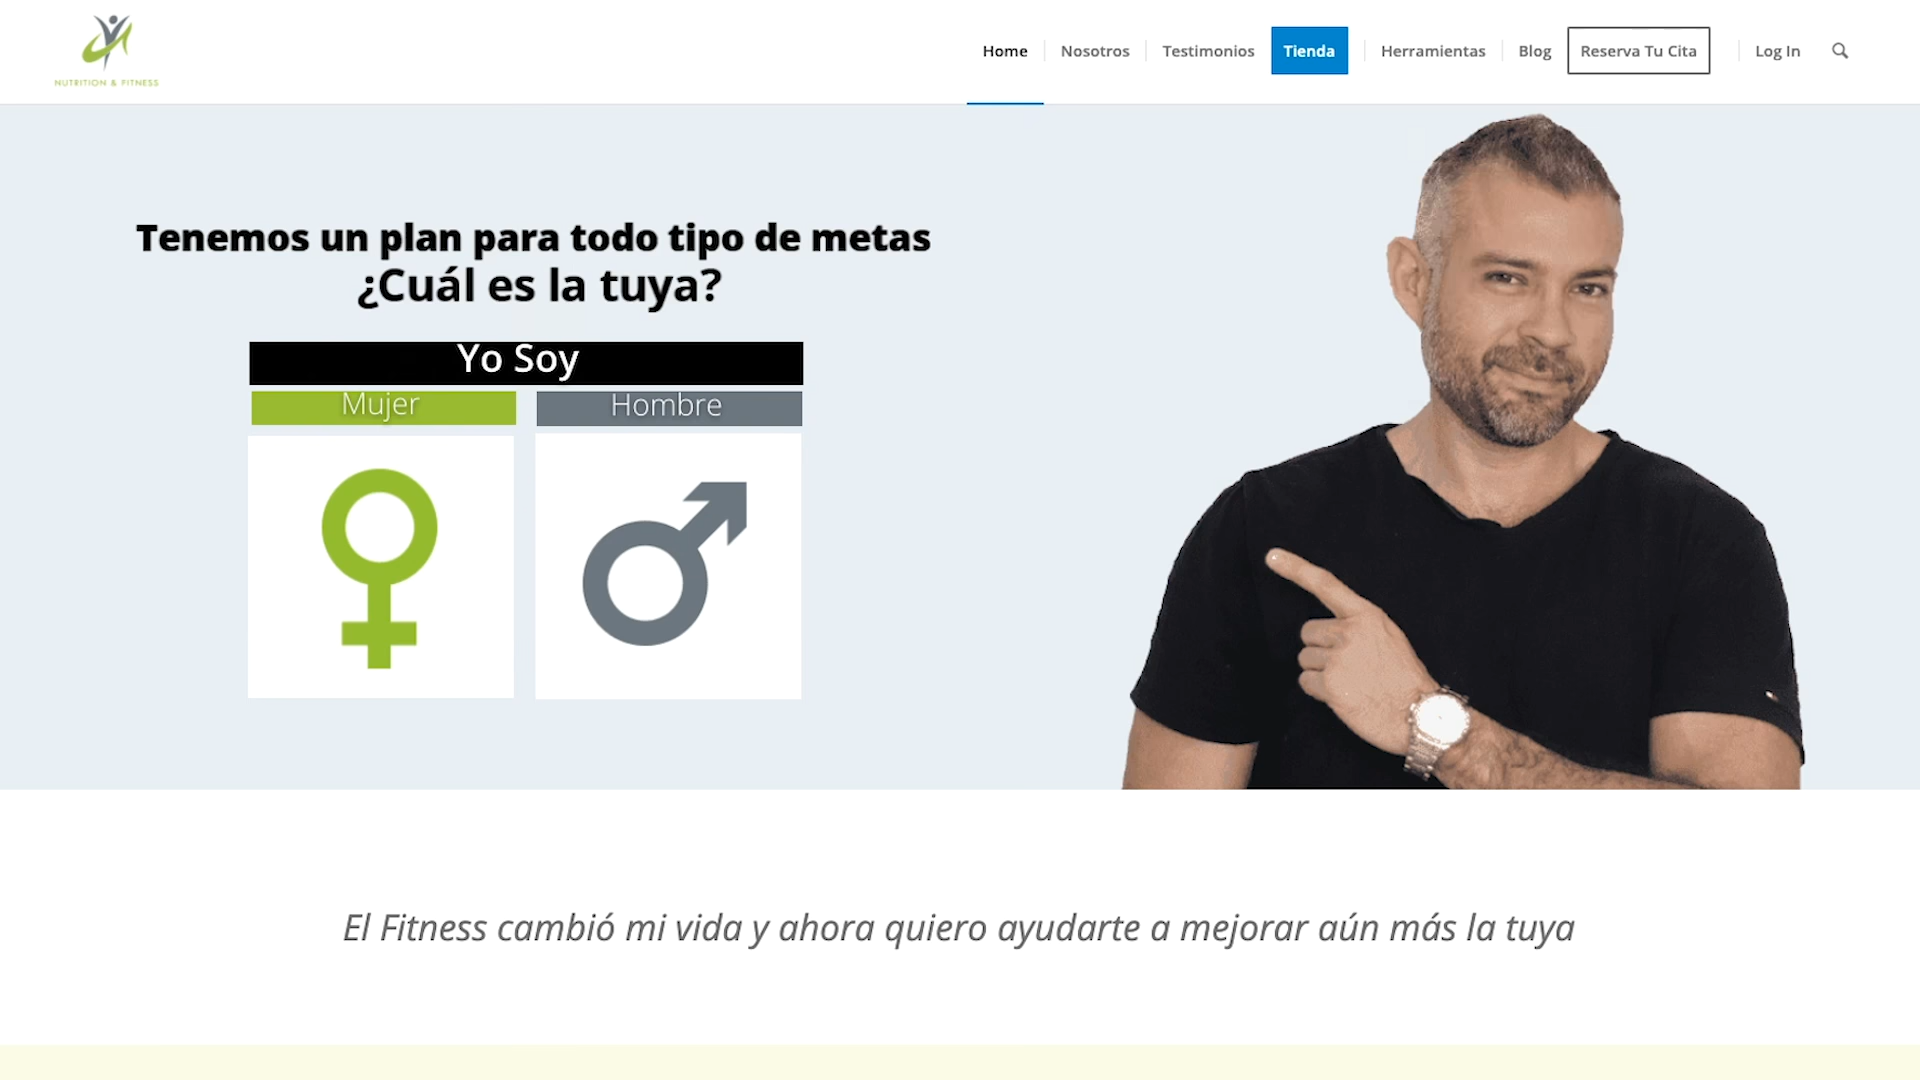 NUTRITION & FITNESS
Home
Nosotros
Testimonios
Tienda
Herramientas
Blog
Reserva Tu Cita
Log In
Tenemos un plan para todo tipo de metas
¿Cuál es la tuya?
Yo Soy
Mujer
Hombre
El Fitness cambió mi vida y ahora quiero ayudarte a mejorar aún más la tuya